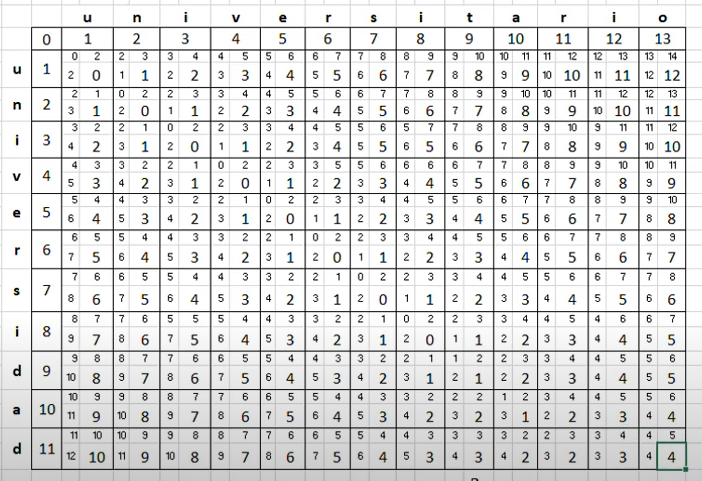 u n i v e r s i t a r i o
0 1 2 3 4 5 6 7 8 9 10 11 12 13
0 2 2 3 3 4 4 5 5 6 6 7 7 8 8 9 9 10 10 11 11 12 12 13 13 14
u 1 2 0 1 1 2 2 3 3 4 4 5 5 6 6 7 7 8 8 9 9 10 10 11 11 12 12
2 1 0 2 2 3 3 4 4 5 5 6 6 7 7 8 8 9 9 10 10 11 11 12 12 13
n 2 3 1 2 0 1 1 2 2 3 3 4 4 5 5 6 6 7 7 8 8 9 9 10 10 11 11
3 2 2 1 0 2 2 3 3 4 4 5 5 6 5 7 7 8 8 9 9 10 9 11 11 12
i 3 4 2 3 1 2 0 1 1 2 2 3 4 5 5 6 5 6 6 7 7 8 8 9 9 10 10
4 3 3 2 2 1 0 2 2 3 3 5 5 6 6 6 6 7 7 8 8 9 9 10 10 11
v 4 5 3 4 2 3 1 2 0 1 1 2 2 3 3 4 4 5 5 6 6 7 7 8 8 9 9
5 4 4 3 3 2 2 1 0 2 2 3 3 4 4 5 5 6 6 7 7 8 8 9 9 10
e 5 6 4 5 3 4 2 3 1 2 0 1 1 2 2 3 3 4 4 5 5 6 6 7 7 8 8
6 5 5 4 4 3 3 2 2 1 0 2 2 3 3 4 4 5 5 6 6 7 7 8 8 9
r 6 7 5 6 4 5 3 4 2 3 1 2 0 1 1 2 2 3 3 4 4 5 5 6 6 7 7
7 6 6 5 5 4 4 3 3 2 2 1 0 2 2 3 3 4 4 5 5 6 6 7 7 8
s 7 8 6 7 5 6 4 5 3 4 2 3 1 2 0 1 1 2 2 3 3 4 4 5 5 6 6
8 7 7 6 5 5 5 4 4 3 3 2 2 1 0 2 2 3 3 4 4 5 4 6 6 7
i 8 9 7 8 6 7 5 6 4 5 3 4 2 3 1 2 0 1 1 2 2 3 3 4 4 5 5
9 8 8 7 7 6 6 5 5 4 4 3 3 2 2 1 1 2 2 3 3 4 4 5 5 6
d 9 10 8 9 7 8 6 7 5 6 4 5 3 4 2 3 1 2 1 2 2 3 3 4 4 5 5
10 9 9 8 8 7 7 6 6 5 5 4 4 3 3 2 2 2 1 2 3 4 4 5 5 6
a 10 11 9 10 8 9 7 8 6 7 5 6 4 5 3 4 2 3 2 3 1 2 2 3 3 4 4
11 10 10 9 9 8 8 7 7 6 6 5 5 4 4 3 3 3 3 2 2 3 3 4 4 5
d 11 12 10 11 9 10 8 9 7 8 6 7 5 6 4 5 3 4 3 4 2 3 2 3 3 4 4